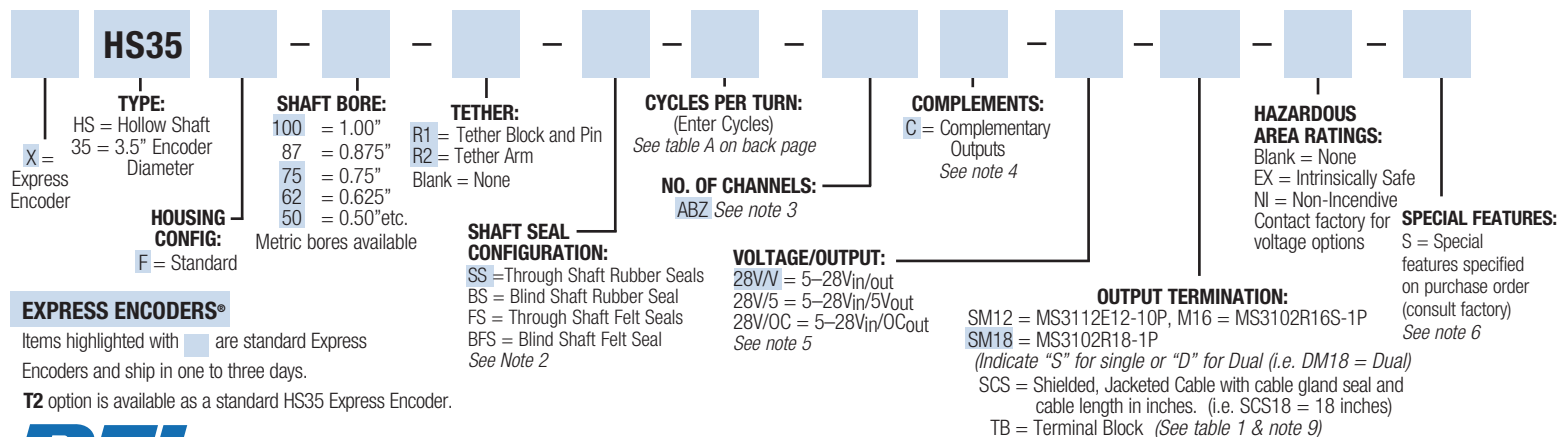 HS35
– – – – – – – – –
X =
Express
Encoder
TYPE:
HS = Hollow Shaft
35 = 3.5” Encoder
Diameter
HOUSING
CONFIG:
F = Standard
SHAFT BORE:
100 = 1.00”
87 = 0.875”
75 = 0.75”
62 = 0.625”
50 = 0.50”etc.
Metric bores available
TETHER:
R1 = Tether Block and Pin
R2 = Tether Arm
Blank = None
SHAFT SEAL
CONFIGURATION:
SS =Through Shaft Rubber Seals
BS = Blind Shaft Rubber Seal
FS = Through Shaft Felt Seals
BFS = Blind Shaft Felt Seal
See Note 2
CYCLES PER TURN:
(Enter Cycles)
See table A on back page
NO. OF CHANNELS:
ABZ See note 3
COMPLEMENTS:
C = Complementary
Outputs
See note 4
VOLTAGE/OUTPUT:
28V/V = 5–28Vin/out
28V/5 = 5–28Vin/5Vout
28V/OC = 5–28Vin/OCout
See note 5
OUTPUT TERMINATION:
SM12 = MS3112E12-10P, M16 = MS3102R16S-1P
SM18 = MS3102R18-1P
(Indicate “S” for single or “D” for Dual (i.e. DM18 = Dual)
SCS = Shielded, Jacketed Cable with cable gland seal and
cable length in inches. (i.e. SCS18 = 18 inches)
TB = Terminal Block (See table 1 & note 9)
HAZARDOUS
AREA RATINGS:
Blank = None
EX = Intrinsically Safe
NI = Non-Incendive
Contact factory for
voltage options
SPECIAL FEATURES:
S = Special
features specified
on purchase order
(consult factory)
See note 6
EXPRESS ENCODERS®
Items highlighted with are standard Express
Encoders and ship in one to three days.
T2 option is available as a standard HS35 Express Encoder.